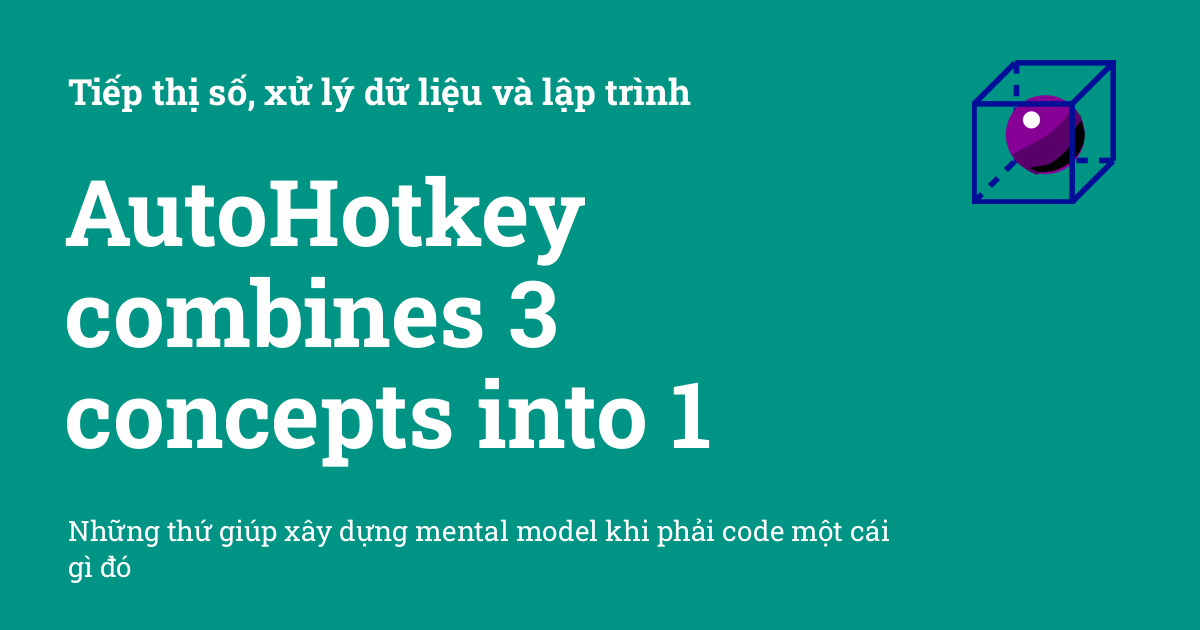 Tiếp thị số, xử lý dữ liệu và lập trình
AutoHotkey
combines 3
concepts into 1
Những thứ giúp xây dựng mental model khi phải code một cái
gì đó